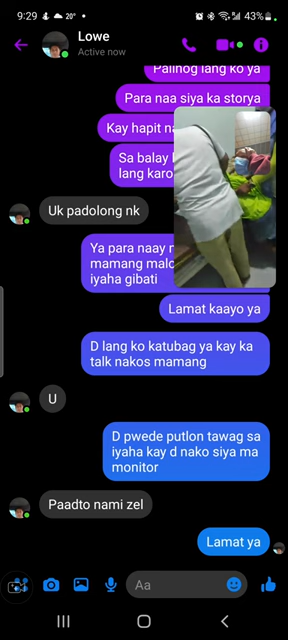 9:29
20°
43%
Lowe
Active now
Palihog lang ko ya
Para naa siya ka storya
Kay hapit
Sa balay
lang karo
Uk padolong nk
Ya para naay
mamang
iyaha gibati
Lamat kaayo ya
D lang ko katubag ya kay ka
talk nakos mamang
U
D pwede putlon tawag sa
iyaha kay d nako siya ma
monitor
Paadto nami zel
Lamat ya
Aa